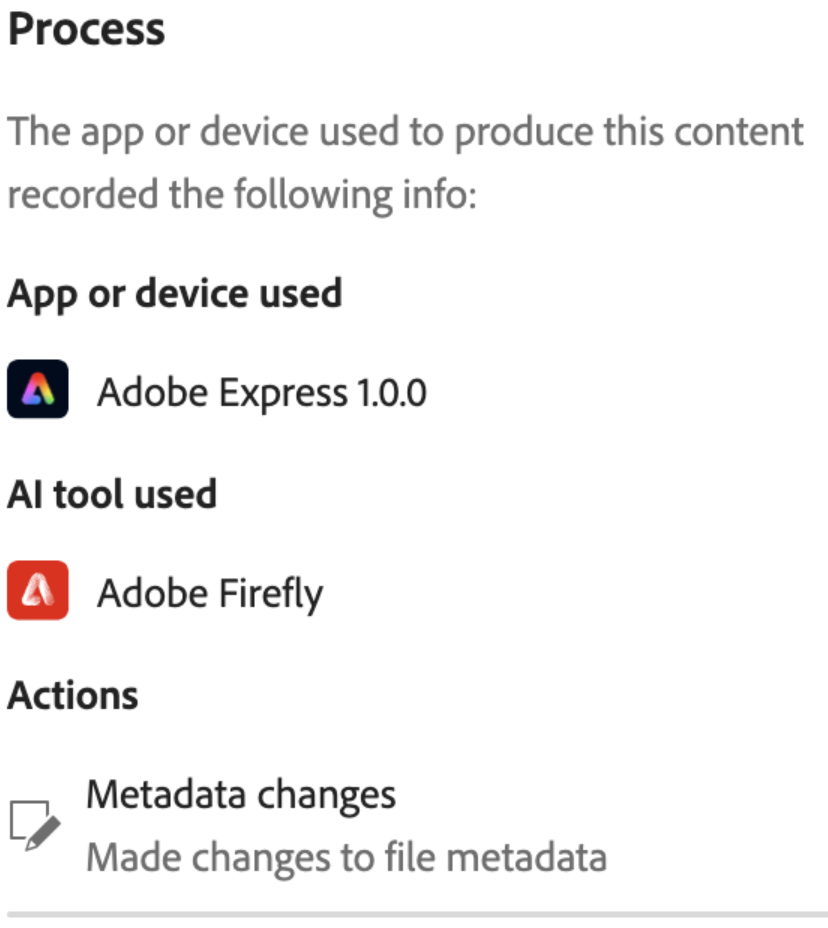 Process
The app or device used to produce this content
recorded the following info:
App or device used
Adobe Express 1.0.0
AI tool used
Adobe Firefly
Actions
Metadata changes
Made changes to file metadata